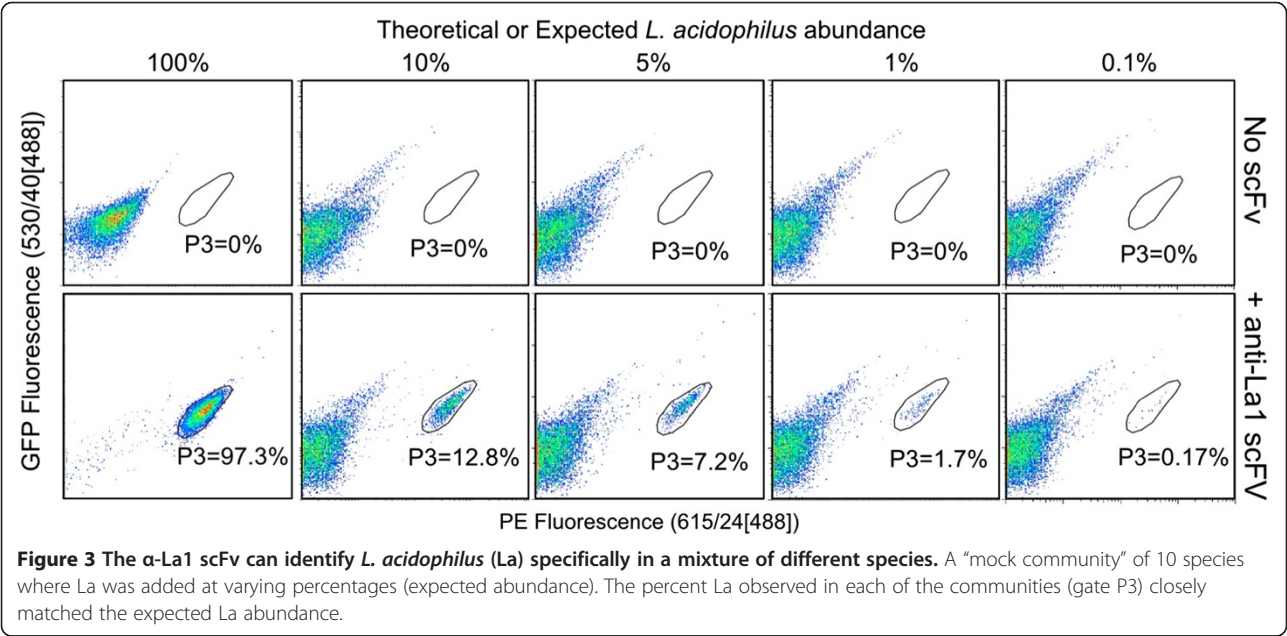 Theoretical or Expected L. acidophilus abundance
100% 10% 5% 1% 0.1%
GFP Fluorescence (530/40[488])
P3=0% P3=0% P3=0% P3=0% P3=0%
No scFv
P3=97.3% P3=12.8% P3=7.2% P3=1.7% P3=0.17%
+ anti-La1 scFV
PE Fluorescence (615/24[488])
Figure 3 The α-La1 scFv can identify L. acidophilus (La) specifically in a mixture of different species. A “mock community” of 10 species
where La was added at varying percentages (expected abundance). The percent La observed in each of the communities (gate P3) closely
matched the expected La abundance.